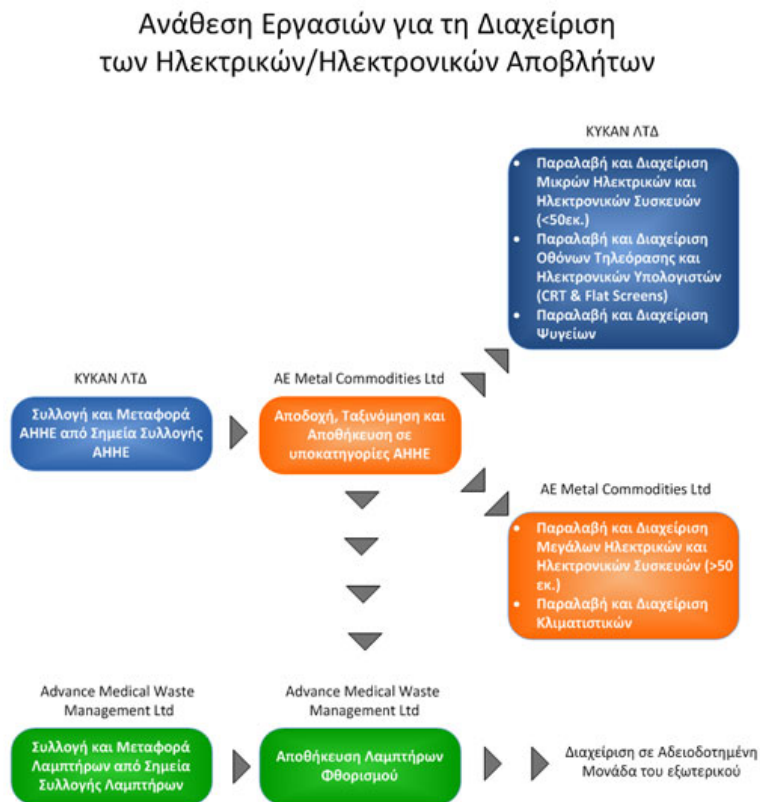 Ανάθεση Εργασιών για τη Διαχείριση
των Ηλεκτρικών/Ηλεκτρονικών Αποβλήτων
ΚΥΚΑΝ ΛΤΔ
• Παραλαβή και Διαχείριση
Μικρών Ηλεκτρικών και
Ηλεκτρονικών Συσκευών
(<50εκ.)
• Παραλαβή και Διαχείριση
Οθόνων Τηλεόρασης και
Ηλεκτρονικών Υπολογιστών
(CRT & Flat Screens)
• Παραλαβή και Διαχείριση
Ψυγείων
ΚΥΚΑΝ ΛΤΔ
Συλλογή και Μεταφορά
ΑΗΗΕ από Σημεία Συλλογής
ΑΗΗΕ
AE Metal Commodities Ltd
Αποδοχή, Ταξινόμηση και
Αποθήκευση σε
υποκατηγορίες ΑΗΗΕ
AE Metal Commodities Ltd
• Παραλαβή και Διαχείριση
Μεγάλων Ηλεκτρικών και
Ηλεκτρονικών Συσκευών (>50
εκ.)
• Παραλαβή και Διαχείριση
Κλιματιστικών
Advance Medical Waste
Management Ltd
Συλλογή και Μεταφορά
Λαμπτήρων από Σημεία
Συλλογής Λαμπτήρων
Advance Medical Waste
Management Ltd
Αποθήκευση Λαμπτήρων
Φθορισμού
Διαχείριση σε Αδειοδοτημένη
Μονάδα του εξωτερικού